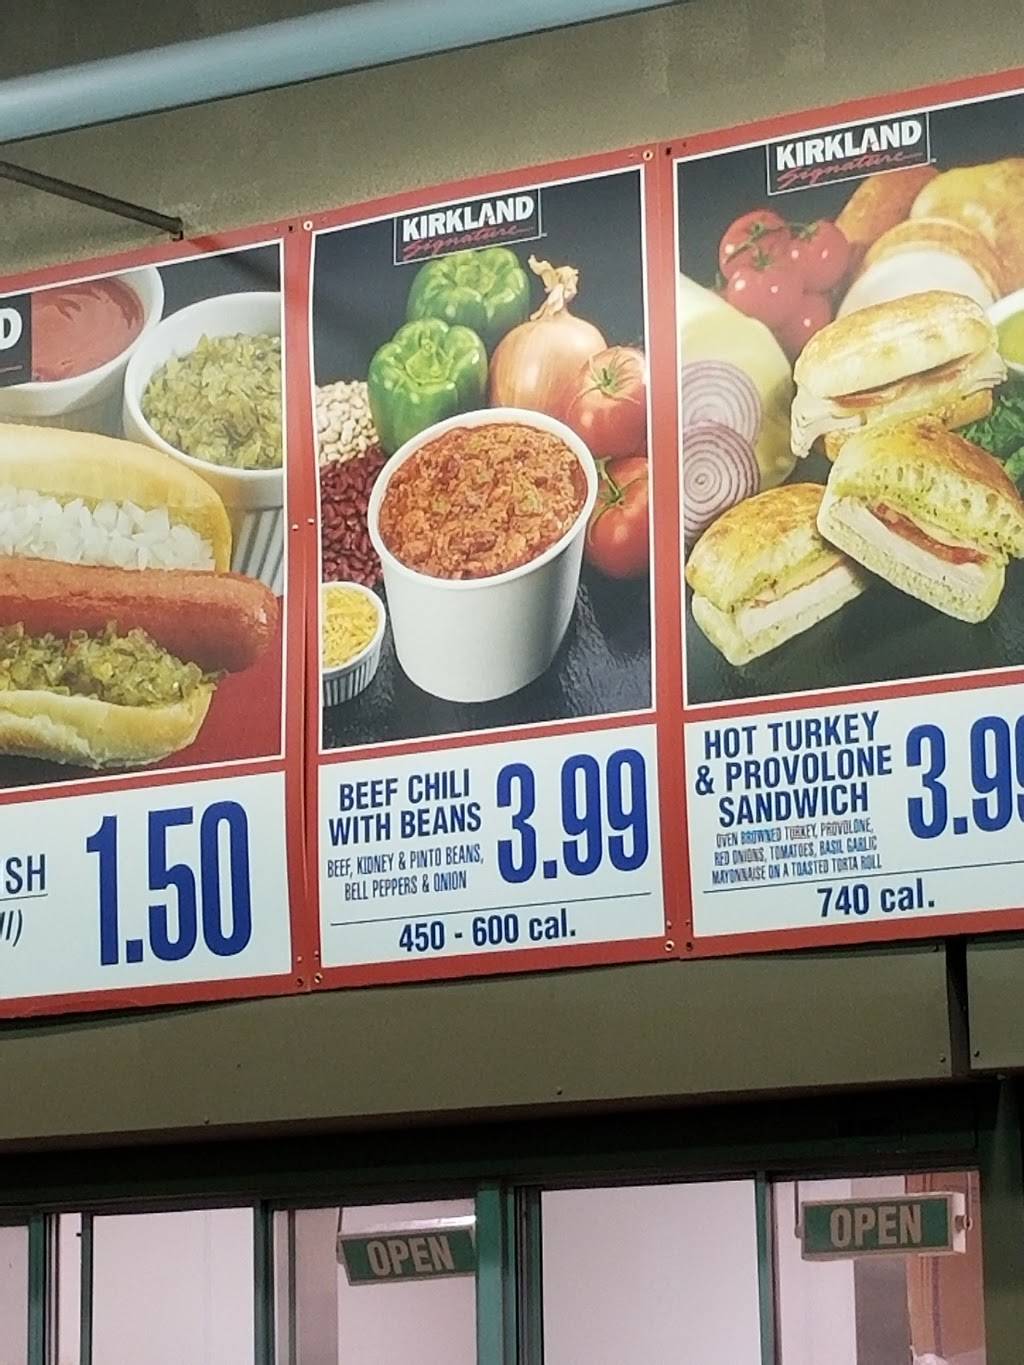 D
SH
1.50
KIRKLAND
Signature
BEEF CHILI
WITH BEANS
3.99
BEEF, KIDNEY & PINTO BEANS,
BELL PEPPERS & ONION
450 - 600 cal.
KIRKLAND
Signature
HOT TURKEY
& PROVOLONE
SANDWICH
3.99
OVEN BROWNED TURKEY, PROVOLONE,
RED ONIONS, TOMATOES, BASIL GARLIC
MAYONNAISE ON A TOASTED TORTA ROLL
740 cal.
OPEN
OPEN